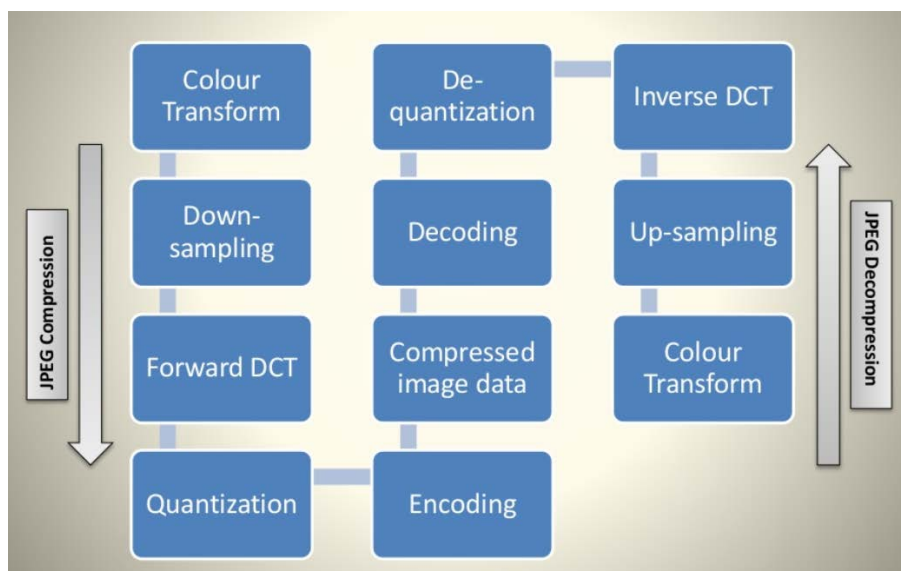 Colour
Transform
Down-
sampling
Forward DCT
Quantization
De-
quantization
Decoding
Compressed
image data
Encoding
Inverse DCT
Up-sampling
Colour
Transform
JPEG Compression
JPEG Decompression